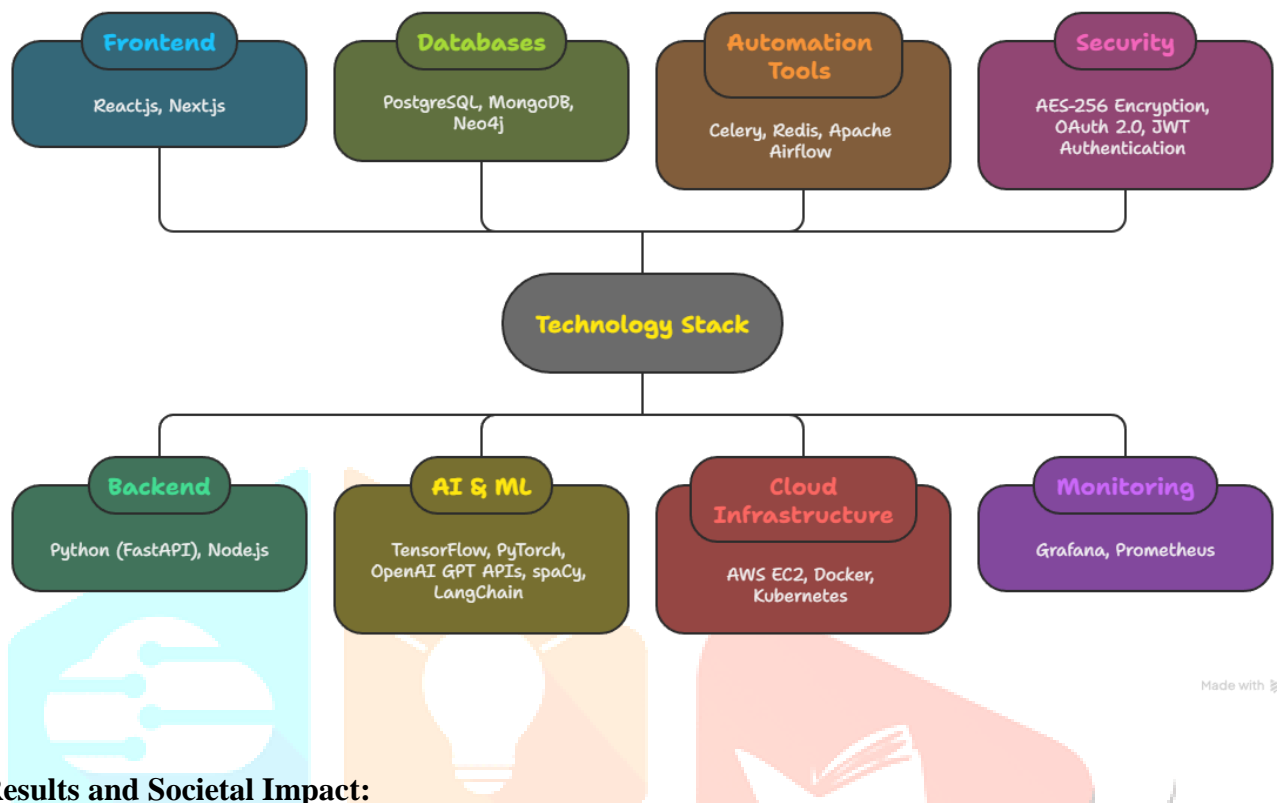 Frontend
React.js, Next.js
Databases
PostgreSQL, MongoDB,
Neo4j
Automation
Tools
Celery, Redis, Apache
Airflow
Security
AES-256 Encryption,
OAuth 2.0, JWT
Authentication
Technology Stack
Backend
Python (FastAPI), Node.js
AI & ML
TensorFlow, PyTorch,
OpenAI GPT APIs, spaCy,
LangChain
Cloud
Infrastructure
AWS EC2, Docker,
Kubernetes
Monitoring
Grafana, Prometheus
Made with
Results and Societal Impact: